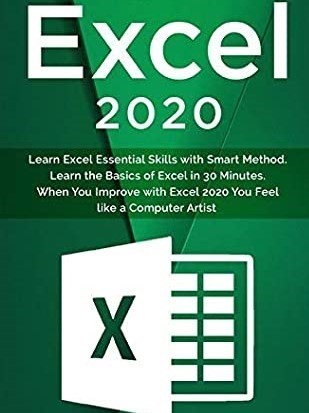 Excel
2020
Learn Excel Essential Skills with Smart Method.
Learn the Basics of Excel in 30 Minutes.
When You Improve with Excel 2020 You Feel
like a Computer Artist
X